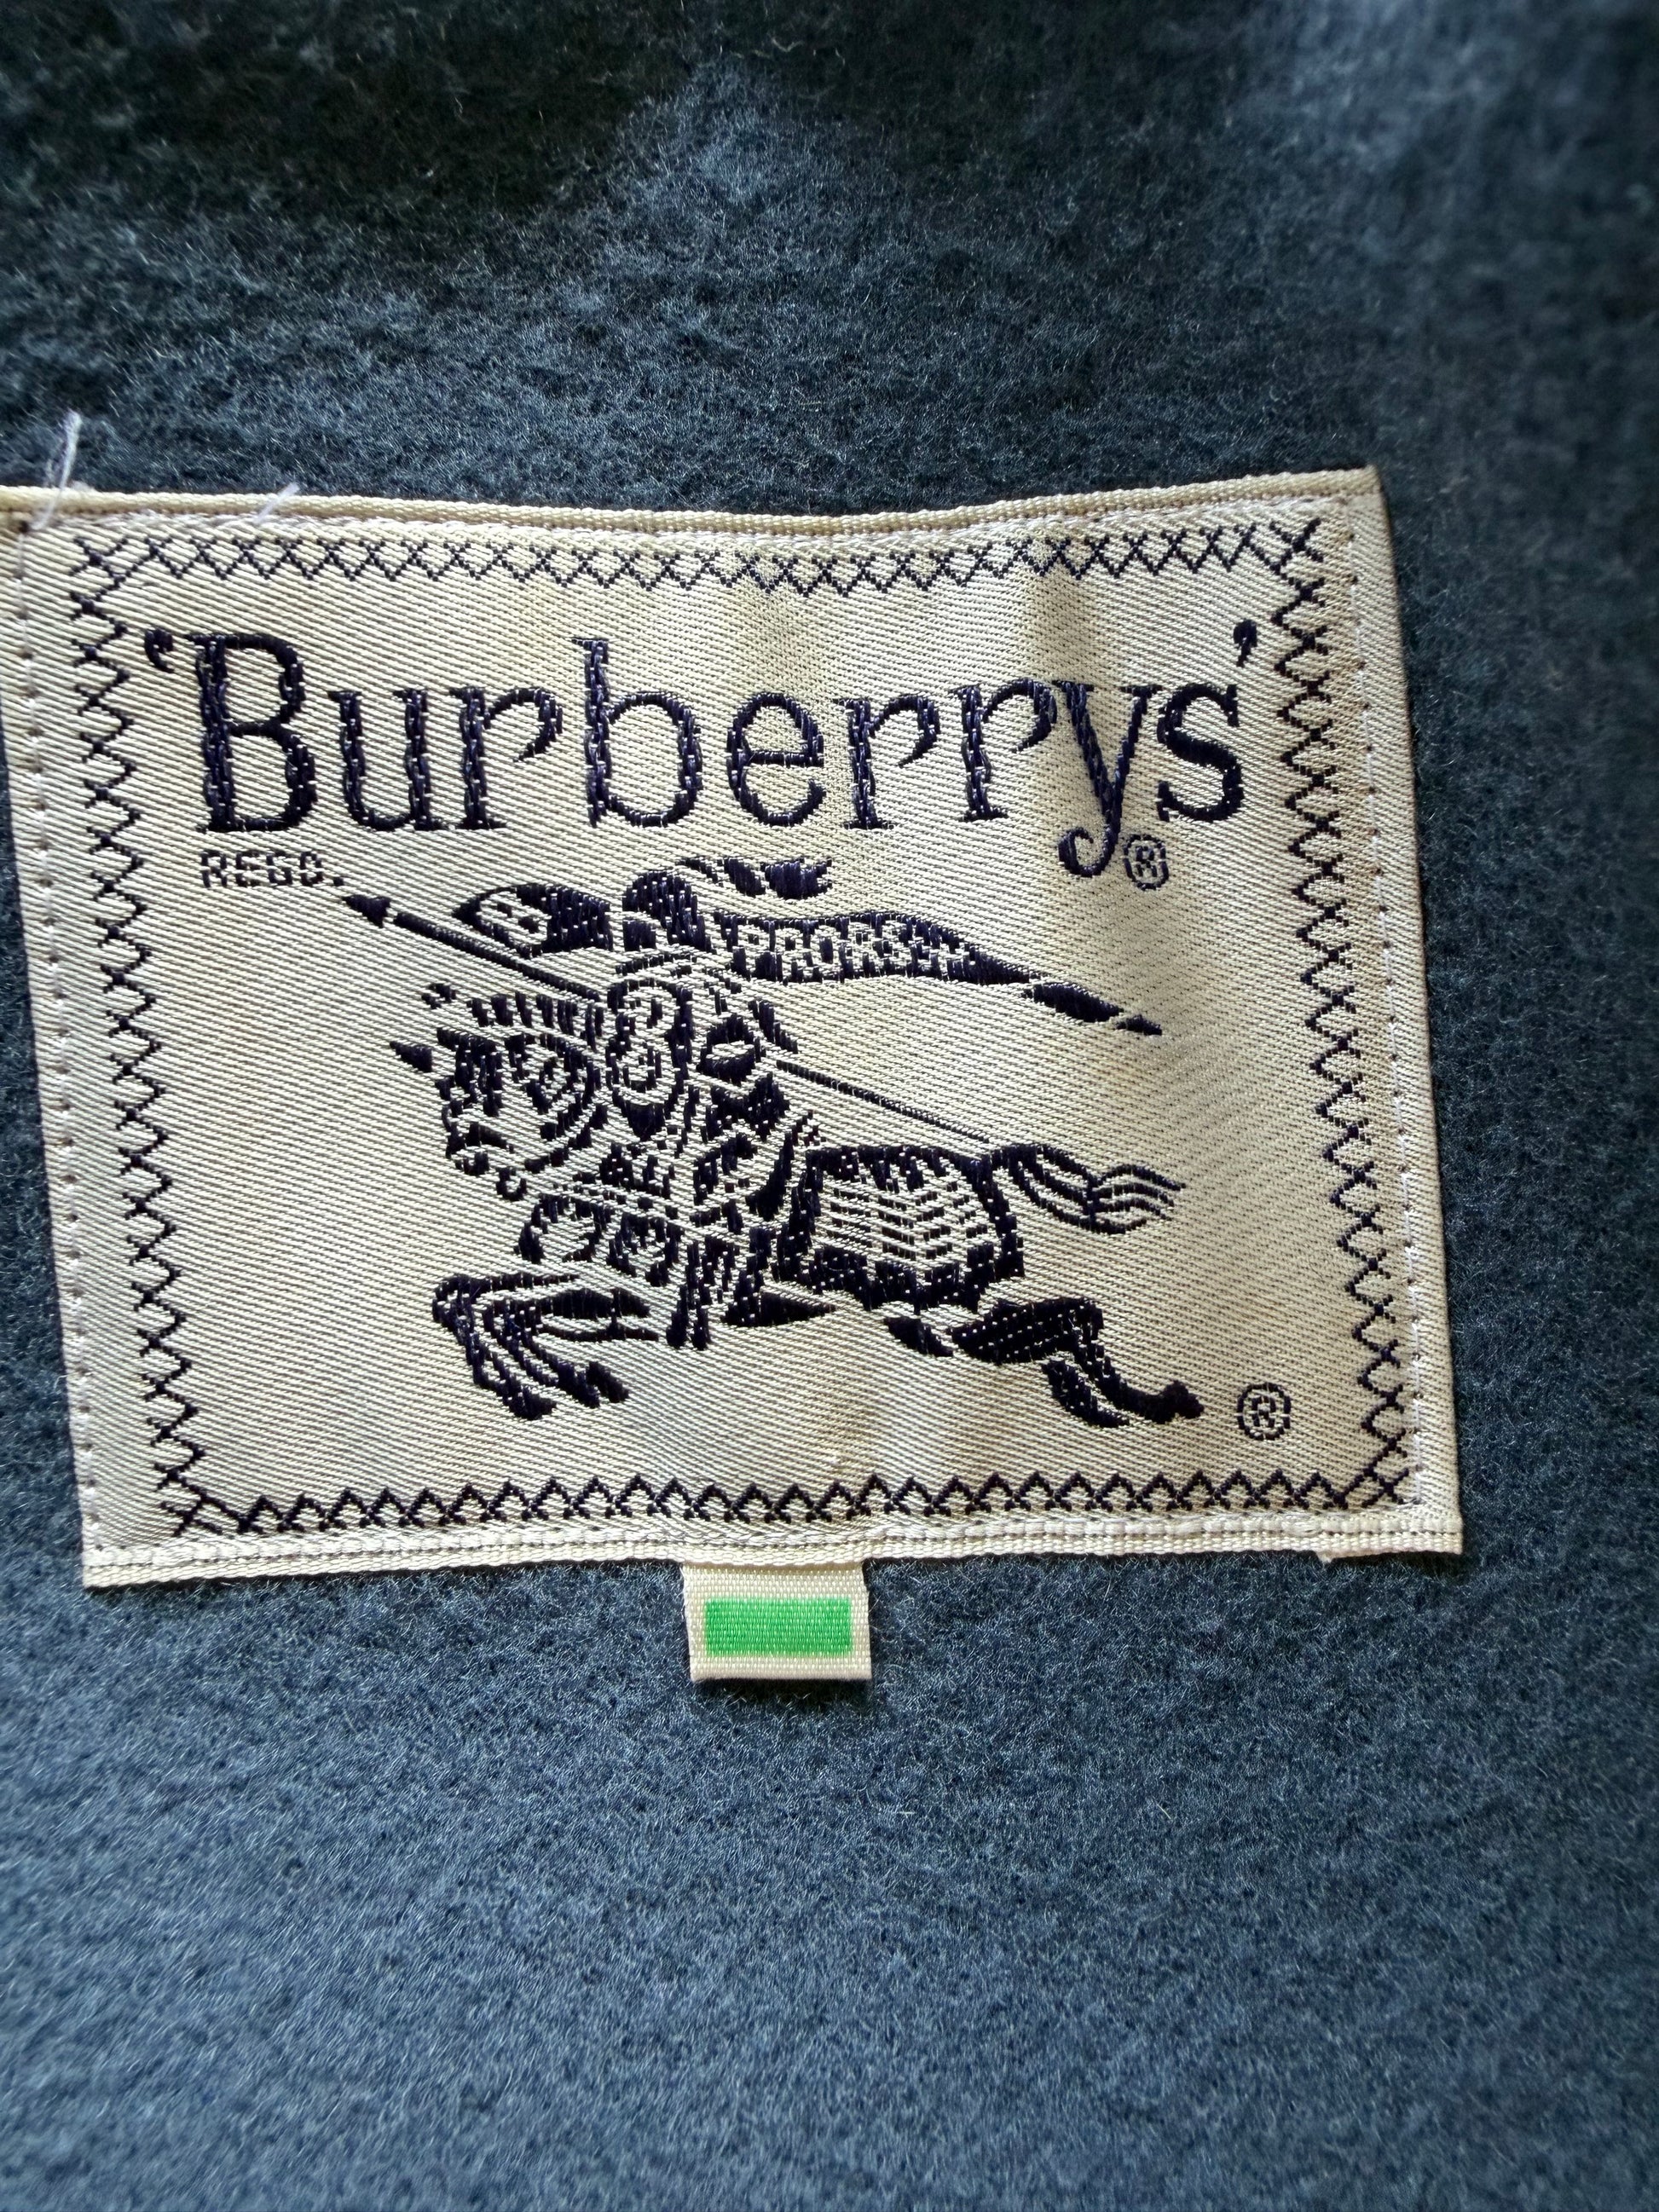 'Burberrys'
®
REGD.
B
PRORSUM
®